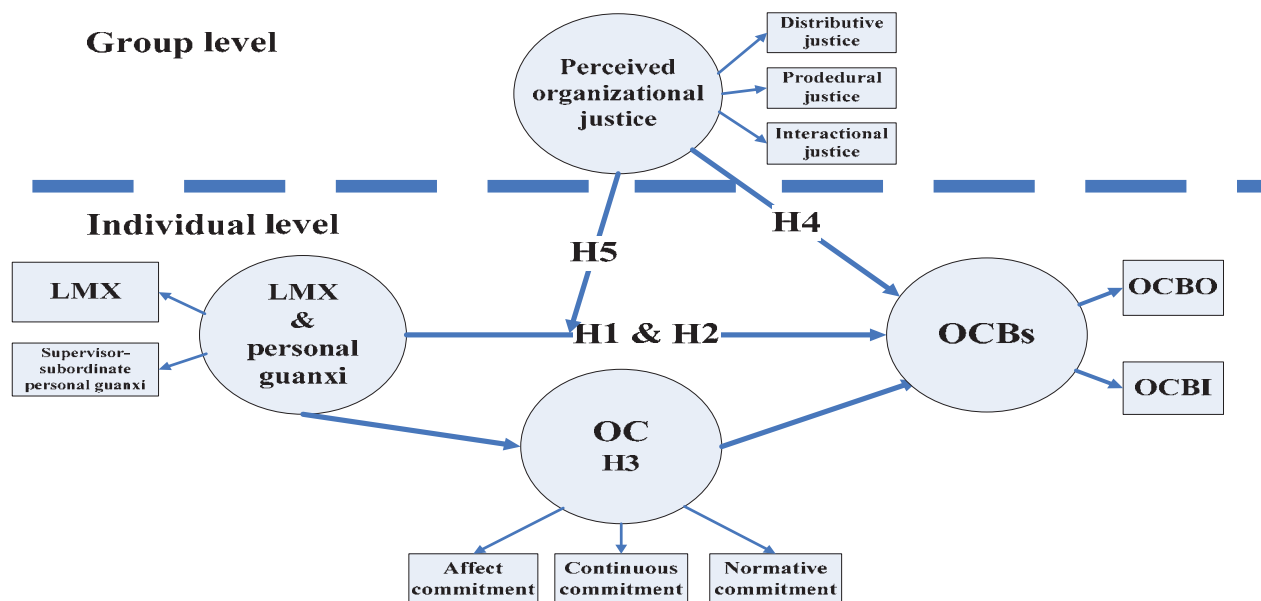 Group level
Perceived
organizational
justice
Distributive
justice
Prodedural
justice
Interactional
justice
Individual level
H5
H4
LMX
Supervisor-
subordinate
personal guanxi
LMX
&
personal
guanxi
H1 & H2
OCBs
OCBO
OCBI
OC
H3
Affect
commitment
Continuous
commitment
Normative
commitment